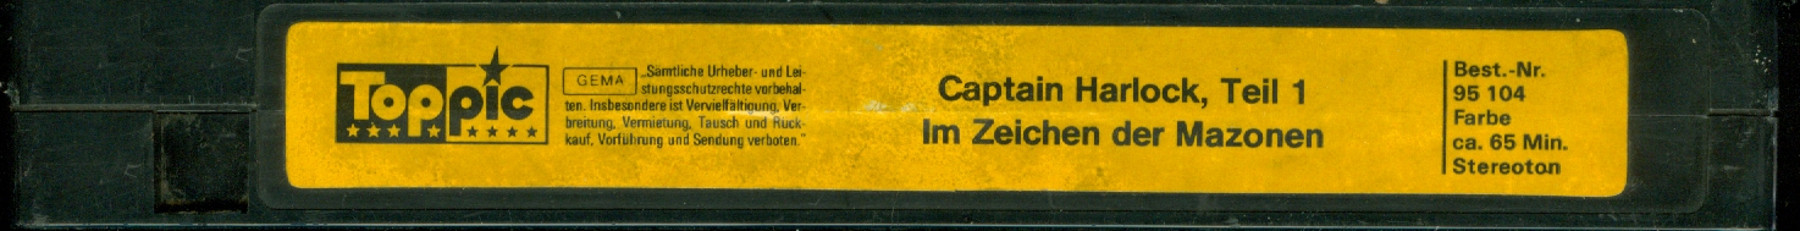 Toppic
GEMA
„Sämtliche Urheber- und Lei-
stungsschutzrechte vorbehal-
ten. Insbesondere ist Vervielfältigung, Ver-
breitung, Vermietung, Tausch und Rück-
kauf, Vorführung und Sendung verboten.“
Captain Harlock, Teil 1
Im Zeichen der Mazonen
Best.-Nr.
95 104
Farbe
ca. 65 Min.
Stereoton